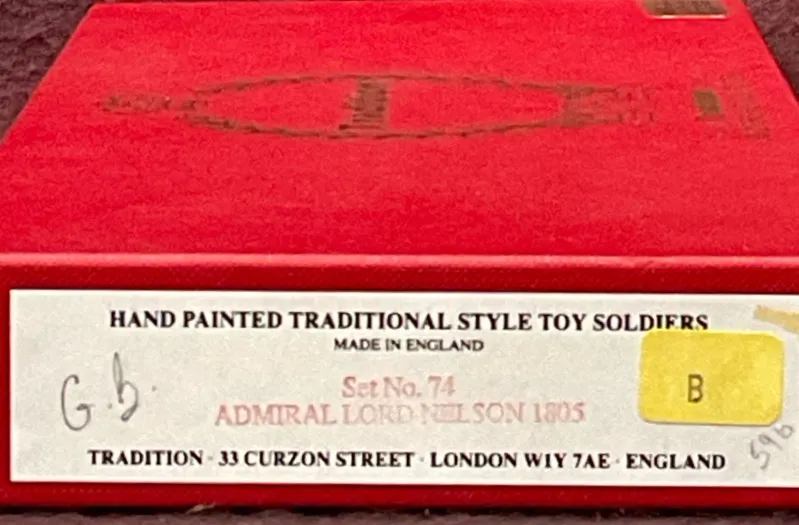 HAND PAINTED TRADITIONAL STYLE TOY SOLDIERS
MADE IN ENGLAND
G.b.
Set No. 74
B
ADMIRAL LORD NELSON 1805
596
TRADITION · 33 CURZON STREET · LONDON W1Y 7AE · ENGLAND